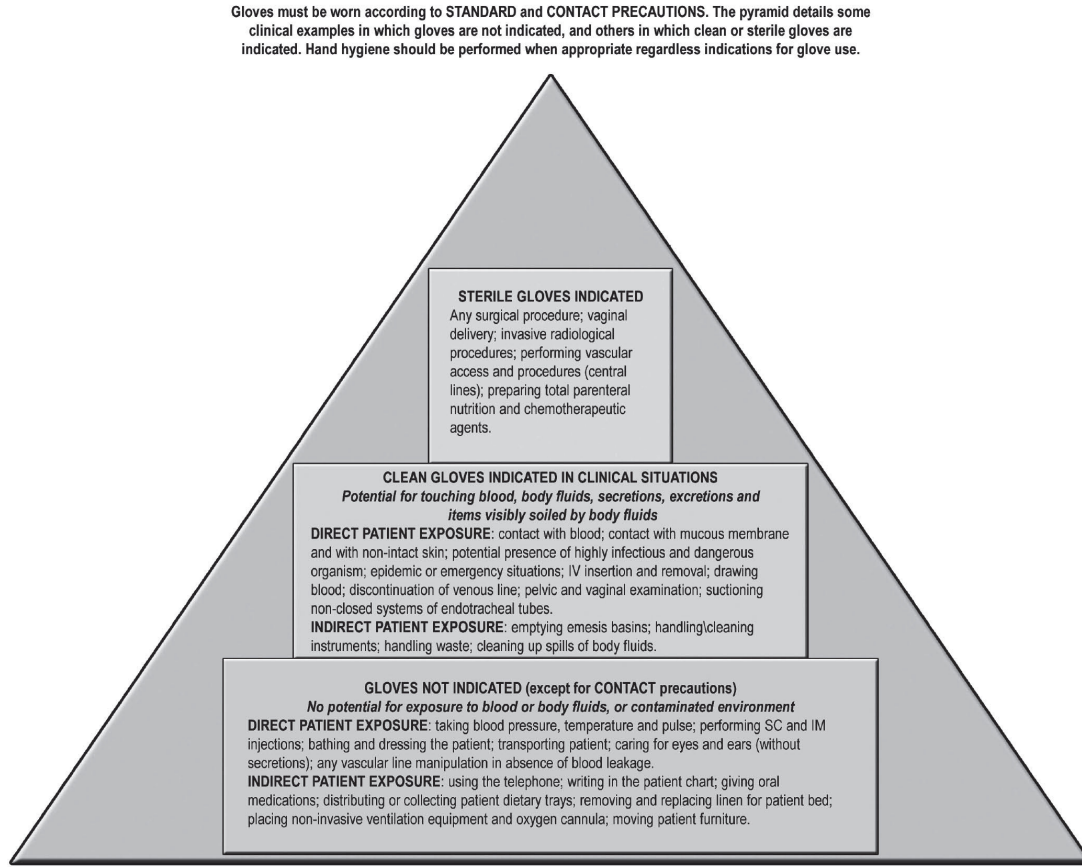 Gloves must be worn according to STANDARD and CONTACT PRECAUTIONS. The pyramid details some
clinical examples in which gloves are not indicated, and others in which clean or sterile gloves are
indicated. Hand hygiene should be performed when appropriate regardless indications for glove use.
STERILE GLOVES INDICATED
Any surgical procedure; vaginal
delivery; invasive radiological
procedures; performing vascular
access and procedures (central
lines); preparing total parenteral
nutrition and chemotherapeutic
agents.
CLEAN GLOVES INDICATED IN CLINICAL SITUATIONS
Potential for touching blood, body fluids, secretions, excretions and
items visibly soiled by body fluids
DIRECT PATIENT EXPOSURE: contact with blood; contact with mucous membrane
and with non-intact skin; potential presence of highly infectious and dangerous
organism; epidemic or emergency situations; IV insertion and removal; drawing
blood; discontinuation of venous line; pelvic and vaginal examination; suctioning
non-closed systems of endotracheal tubes.
INDIRECT PATIENT EXPOSURE: emptying emesis basins; handling\cleaning
instruments; handling waste; cleaning up spills of body fluids.
GLOVES NOT INDICATED (except for CONTACT precautions)
No potential for exposure to blood or body fluids, or contaminated environment
DIRECT PATIENT EXPOSURE: taking blood pressure, temperature and pulse; performing SC and IM
injections; bathing and dressing the patient; transporting patient; caring for eyes and ears (without
secretions); any vascular line manipulation in absence of blood leakage.
INDIRECT PATIENT EXPOSURE: using the telephone; writing in the patient chart; giving oral
medications; distributing or collecting patient dietary trays; removing and replacing linen for patient bed;
placing non-invasive ventilation equipment and oxygen cannula; moving patient furniture.